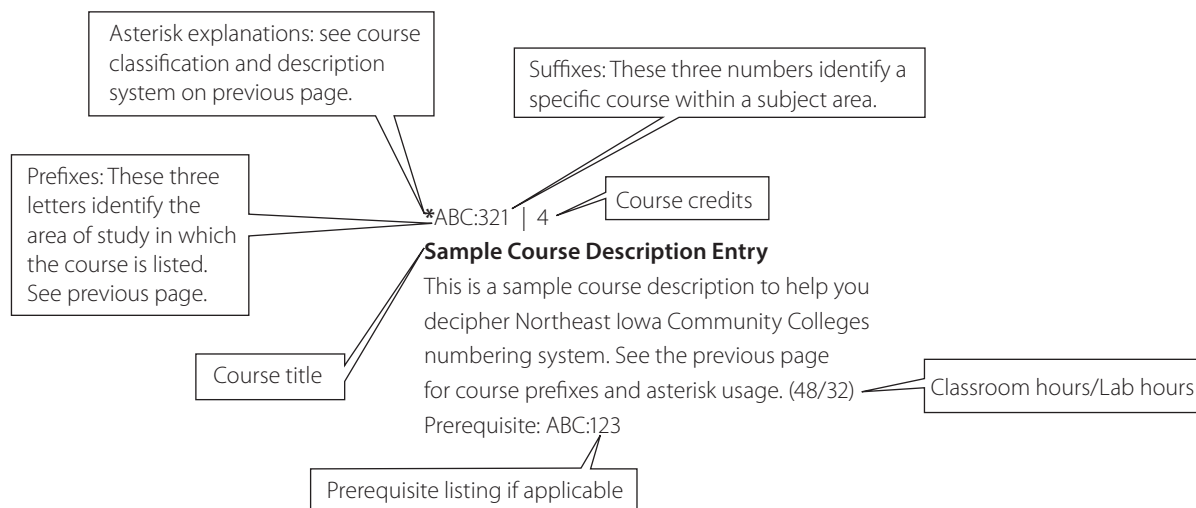 Asterisk explanations: see course
classification and description
system on previous page.
Suffixes: These three numbers identify a
specific course within a subject area.
Prefixes: These three
letters identify the
area of study in which
the course is listed.
See previous page.
Course credits
*ABC:321 | 4
Sample Course Description Entry
This is a sample course description to help you
decipher Northeast Iowa Community Colleges
numbering system. See the previous page
for course prefixes and asterisk usage. (48/32)
Prerequisite: ABC:123
Course title
Classroom hours/Lab hours
Prerequisite listing if applicable